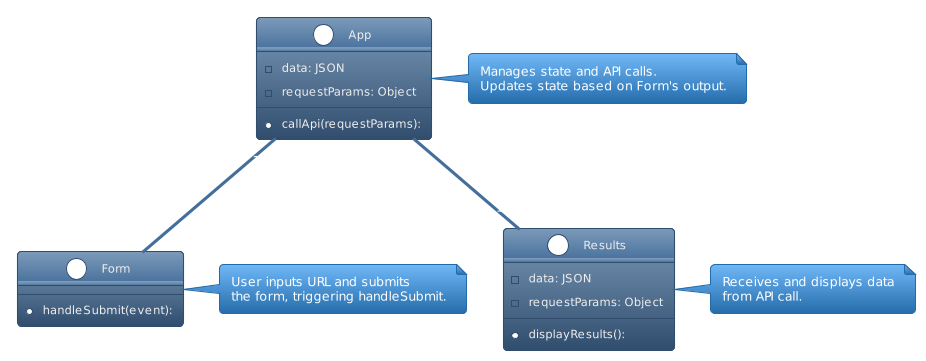 App
data: JSON
requestParams: Object
callApi(requestParams):
Manages state and API calls.
Updates state based on Form's output.
Form
handleSubmit(event):
User inputs URL and submits
the form, triggering handleSubmit.
Results
data: JSON
requestParams: Object
displayResults():
Receives and displays data
from API call.